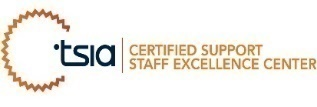 tsia
CERTIFIED SUPPORT
STAFF EXCELLENCE CENTER